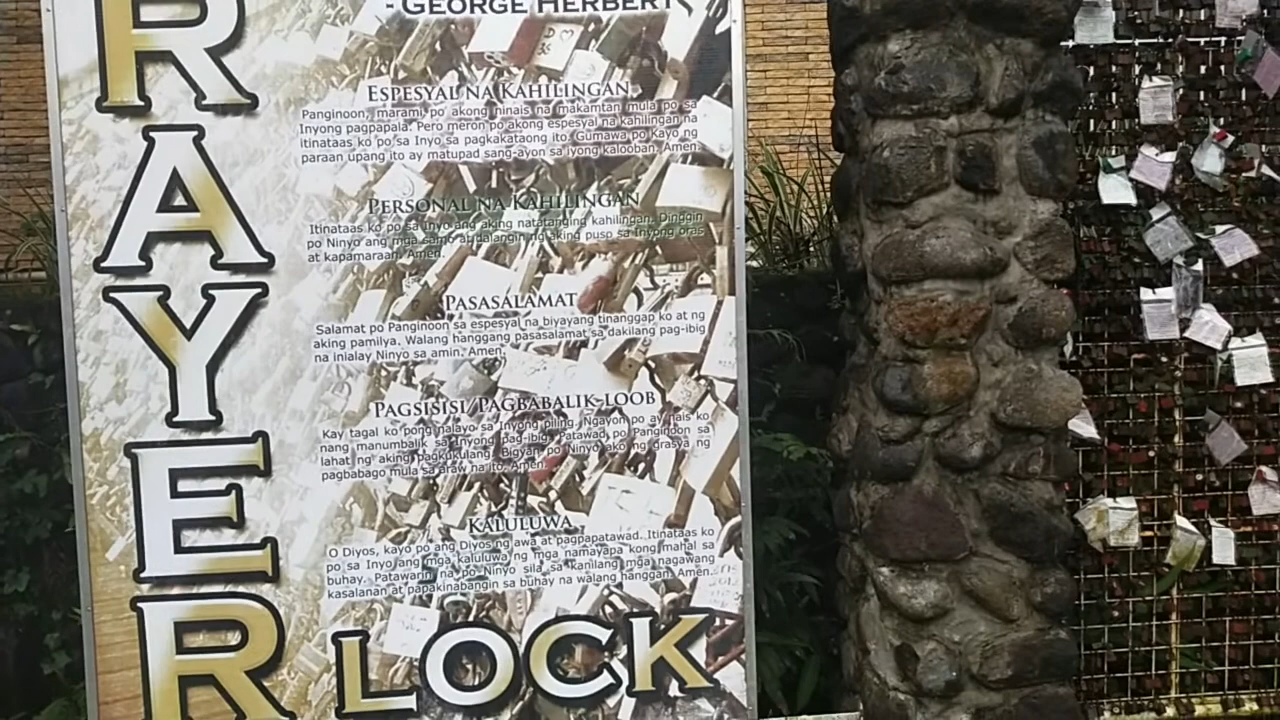 - GEORGE HERBERT
RAYER
ESPESYAL NA KAHILINGAN
Panginoon, marami po akong ninais na makamtan mula po sa
Inyong pagpapala. Pero meron po akong espesyal na kahilingan na
itinataas ko po sa Inyo sa pagkakataong ito. Gumawa po Kayo ng
paraan upang ito ay matupad sang-ayon sa iyong kalooban. Amen.
PERSONAL NA KAHILINGAN
Itinataas ko po sa Inyo ang aking natatanging kahilingan. Dinggin
po Ninyo ang mga samo at dalangin ng aking pusp sa Inyong oras
at kapamaraan. Amen.
PASASALAMAT
Salamat po Panginoon sa espesyal na biyayang tinanggap ko at ng
aking pamilya. Walang hanggang pasasalamat sa dakilang pag-ibig
na inialay Ninyo sa amin. Amen.
PAGSISISI/PAGBABALIK-LOOB
Kay tagal ko pong nalayo sa Inyong piling. Ngayon po ay nais ko
nang manumbalik sa Inyong pag-ibig. Patawad po Panginoon sa
lahat ng aking pagkukulang. Bigyan po Ninyo ako ng grasya ng
pagbabago mula sa araw na ito. Amen.
KALULUWA
O Diyos, kayo po ang Diyos ng awa at pagpapatawad. Itinataas ko
po sa Inyo ang mga kaluluwa ng mga namayapa kong mahal sa
buhay. Patawarin na po Ninyo sila sa kanilang mga nagawang
kasalanan at papakinabangin sa buhay na walang hanggan. Amen.
LOCK